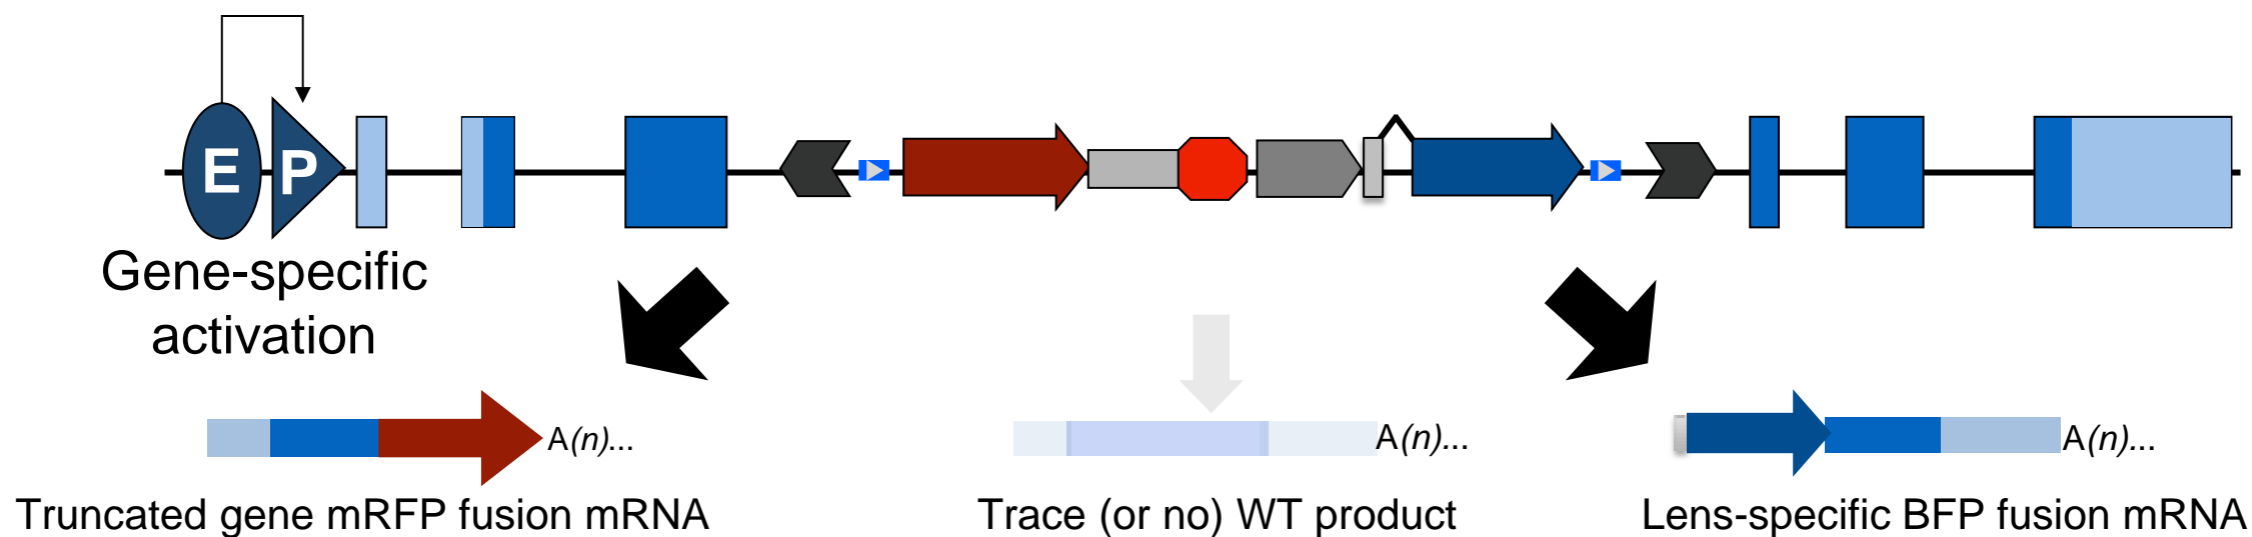 E P
Gene-specific
activation
A(n)... A(n)... A(n)...
Truncated gene mRFP fusion mRNA Trace (or no) WT product Lens-specific BFP fusion mRNA